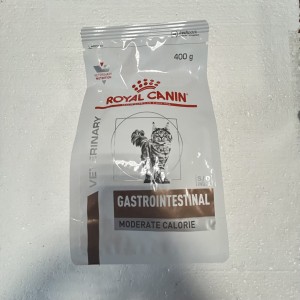 400 g
ROYAL CANIN
VETERINARY
GASTROINTESTINAL
MODERATE CALORIE